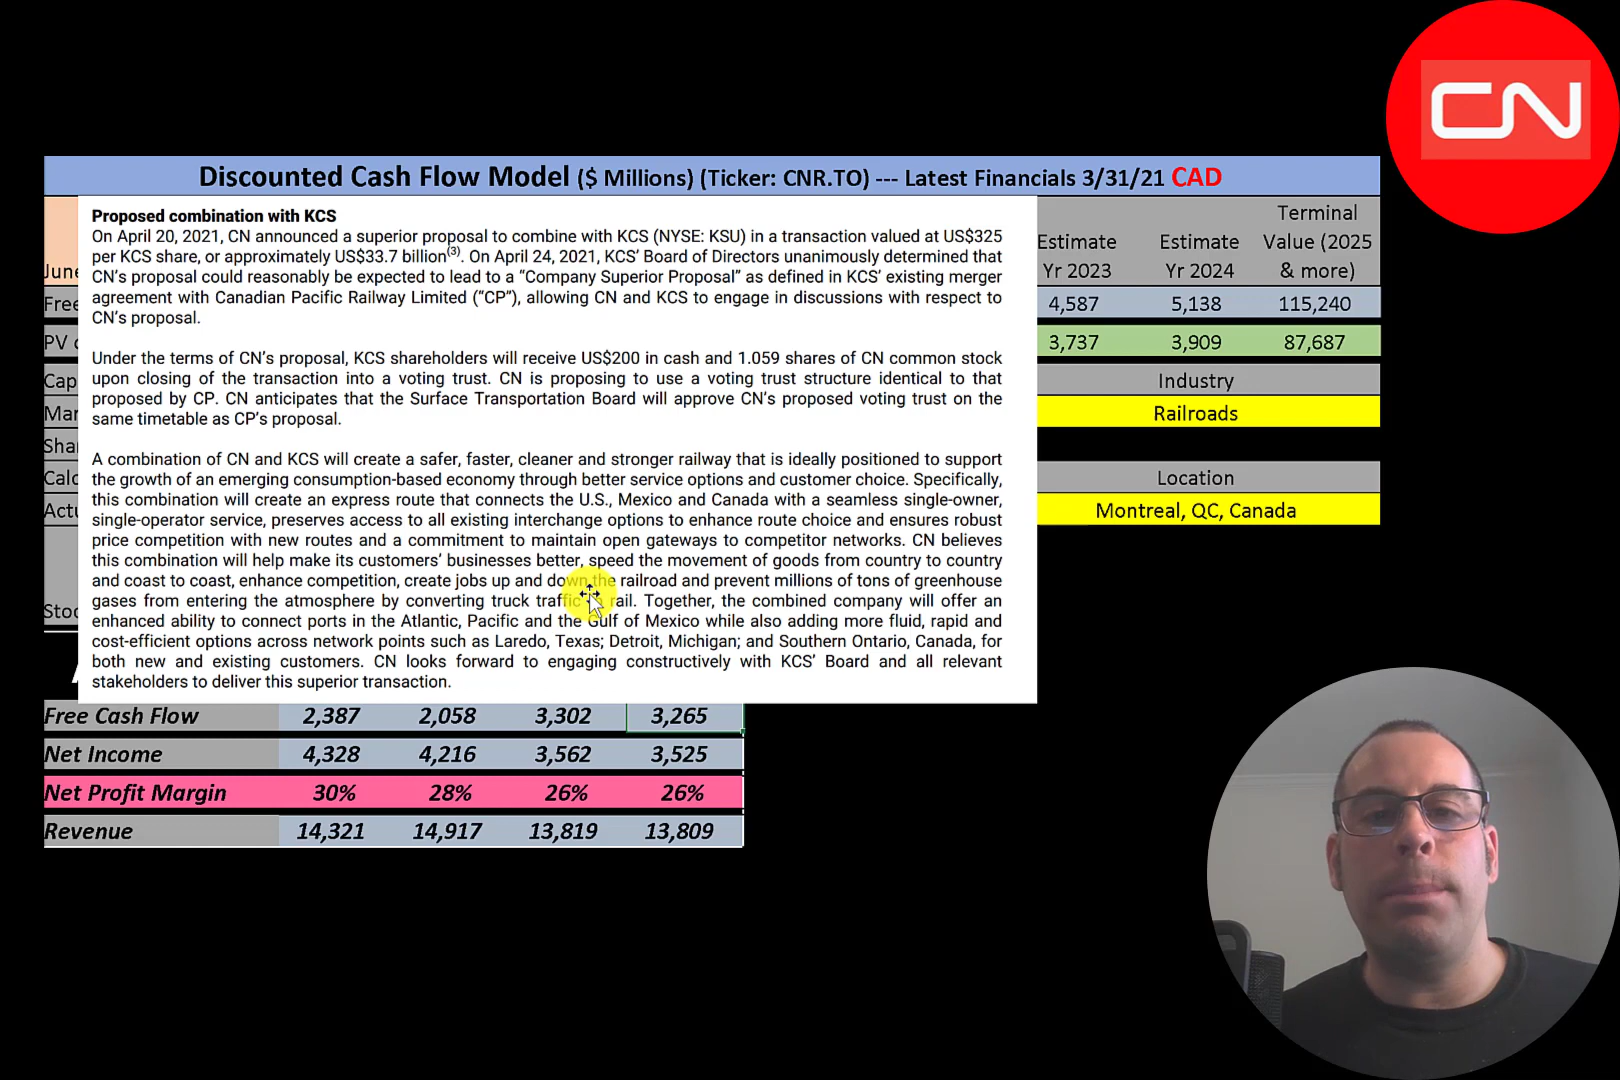 CN
Discounted Cash Flow Model ($ Millions) (Ticker: CNR.TO) --- Latest Financials 3/31/21 CAD
Proposed combination with KCS
On April 20, 2021, CN announced a superior proposal to combine with KCS (NYSE: KSU) in a transaction valued at US$325
per KCS share, or approximately US$33.7 billion(3). On April 24, 2021, KCS' Board of Directors unanimously determined that
CN's proposal could reasonably be expected to lead to a “Company Superior Proposal” as defined in KCS' existing merger
agreement with Canadian Pacific Railway Limited (“CP”), allowing CN and KCS to engage in discussions with respect to
CN's proposal.
Under the terms of CN's proposal, KCS shareholders will receive US$200 in cash and 1.059 shares of CN common stock
upon closing of the transaction into a voting trust. CN is proposing to use a voting trust structure identical to that
proposed by CP. CN anticipates that the Surface Transportation Board will approve CN's proposed voting trust on the
same timetable as CP's proposal.
A combination of CN and KCS will create a safer, faster, cleaner and stronger railway that is ideally positioned to support
the growth of an emerging consumption-based economy through better service options and customer choice. Specifically,
this combination will create an express route that connects the U.S., Mexico and Canada with a seamless single-owner,
single-operator service, preserves access to all existing interchange options to enhance route choice and ensures robust
price competition with new routes and a commitment to maintain open gateways to competitor networks. CN believes
this combination will help make its customers' businesses better, speed the movement of goods from country to country
and coast to coast, enhance competition, create jobs up and down the railroad and prevent millions of tons of greenhouse
gases from entering the atmosphere by converting truck traffic rail. Together, the combined company will offer an
enhanced ability to connect ports in the Atlantic, Pacific and the Gulf of Mexico while also adding more fluid, rapid and
cost-efficient options across network points such as Laredo, Texas; Detroit, Michigan; and Southern Ontario, Canada, for
both new and existing customers. CN looks forward to engaging constructively with KCS' Board and all relevant
stakeholders to deliver this superior transaction.
Estimate Yr 2023
Estimate Yr 2024
Terminal Value (2025 & more)
June
Free
4,587 5,138 115,240
PV
3,737 3,909 87,687
Cap
Industry
Mar
Railroads
Sha
Calc
Location
Actu
Montreal, QC, Canada
Stoc
Free Cash Flow 2,387 2,058 3,302 3,265
Net Income 4,328 4,216 3,562 3,525
Net Profit Margin 30% 28% 26% 26%
Revenue 14,321 14,917 13,819 13,809